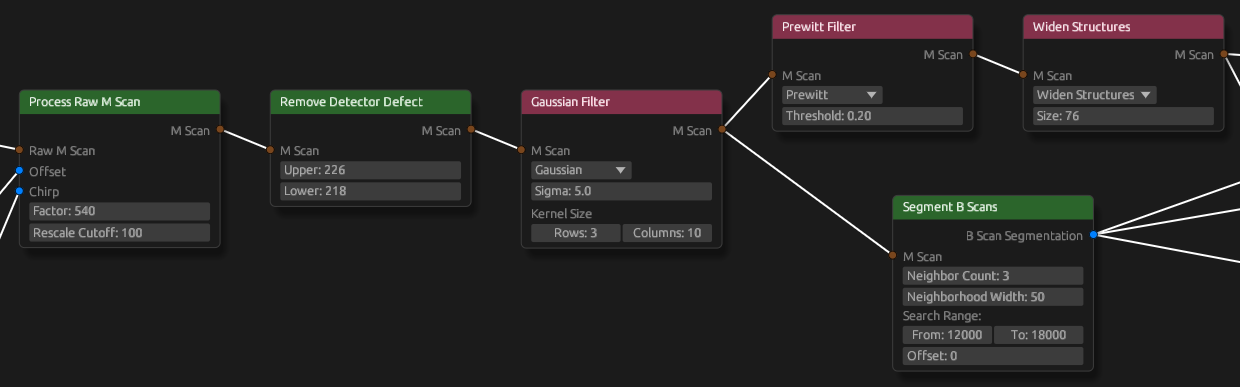 Process Raw M Scan
M Scan
Raw M Scan
Offset
Chirp
Factor: 540
Rescale Cutoff: 100
Remove Detector Defect
M Scan
M Scan
Upper: 226
Lower: 218
Gaussian Filter
M Scan
M Scan
Gaussian
Sigma: 5.0
Kernel Size
Rows: 3 Columns: 10
Prewitt Filter
M Scan
M Scan
Prewitt
Threshold: 0.20
Widen Structures
M Scan
M Scan
Widen Structures
Size: 76
Segment B Scans
B Scan Segmentation
M Scan
Neighbor Count: 3
Neighborhood Width: 50
Search Range:
From: 12000 To: 18000
Offset: 0